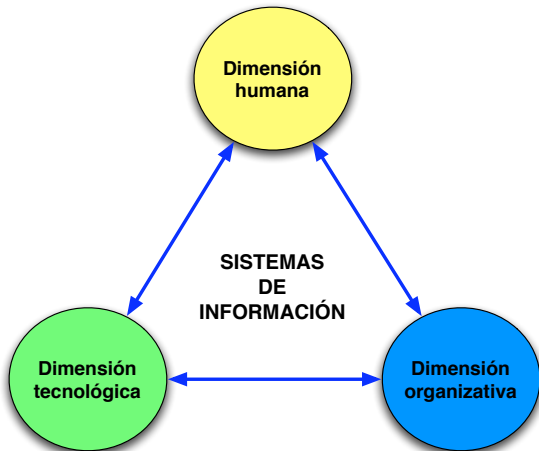 Dimensión
humana
SISTEMAS
DE
INFORMACIÓN
Dimensión
tecnológica
Dimensión
organizativa